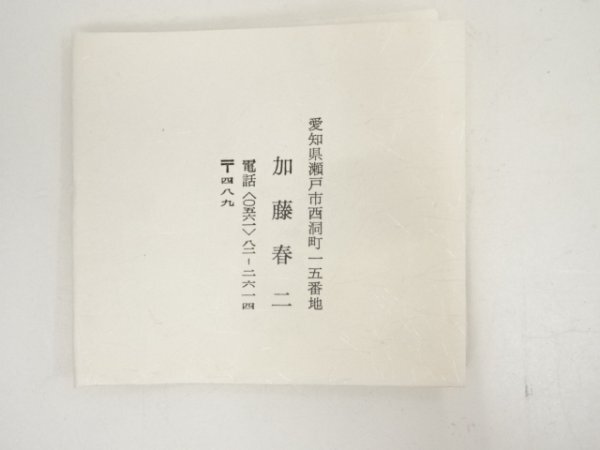 愛知県瀬戸市西洞町一五番地
加藤春二
電話〈〇五六一〉八二-二六一四
〒四八九